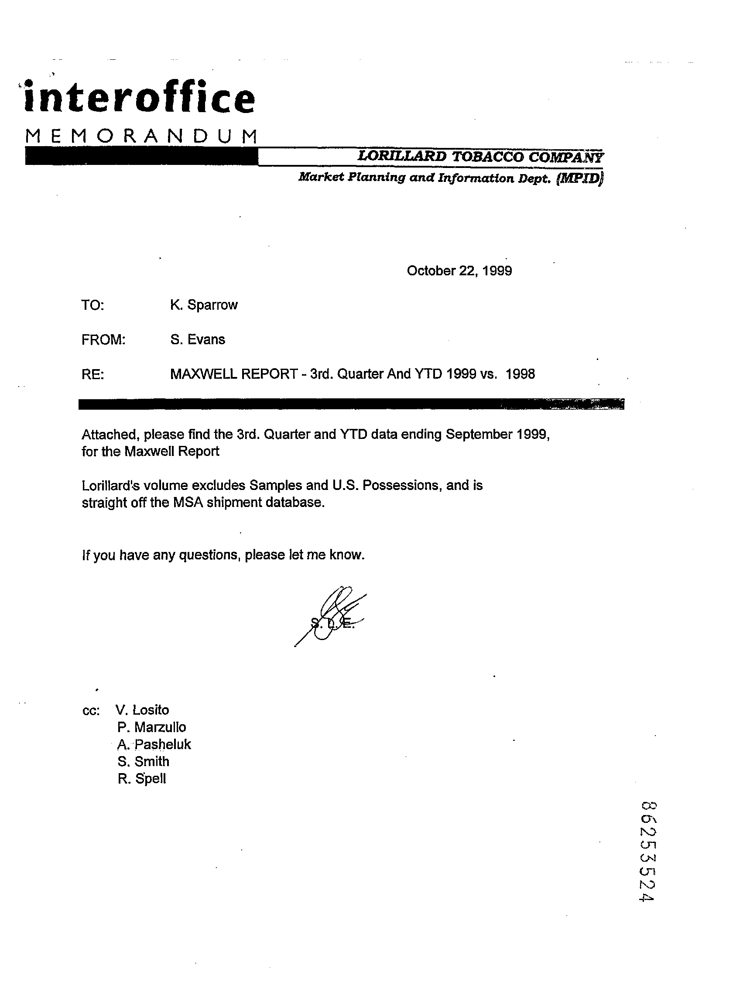 interoffice
MEMORANDUM
LORILLARD TOBACCO COMPANY
Market Planning and Information Dept. (MPID)
October 22, 1999
TO: K. Sparrow
FROM: S. Evans
RE: MAXWELL REPORT - 3rd. Quarter And YTD 1999 vs. 1998
Attached, please find the 3rd. Quarter and YTD data ending September 1999,
for the Maxwell Report
Lorillard's volume excludes Samples and U.S. Possessions, and is
straight off the MSA shipment database.
If you have any questions, please let me know.
S. D. E.
cc: V. Losito
P. Marzullo
A. Pasheluk
S. Smith
R. Spell
86253524